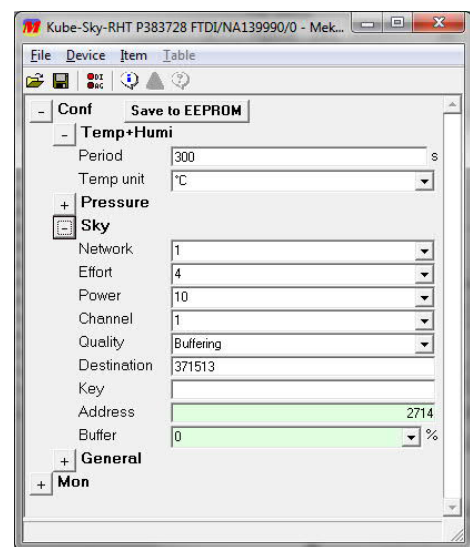 Kube-Sky-RHT P383728 FTDI/NA139990/0 - Mek...
File Device Item Table
Conf Save to EEPROM
Temp+Humi
Period 300 s
Temp unit °C
+ Pressure
- Sky
Network 1
Effort 4
Power 10
Channel 1
Quality Buffering
Destination 371513
Key
Address 2714
Buffer 0 %
+ General
+ Mon